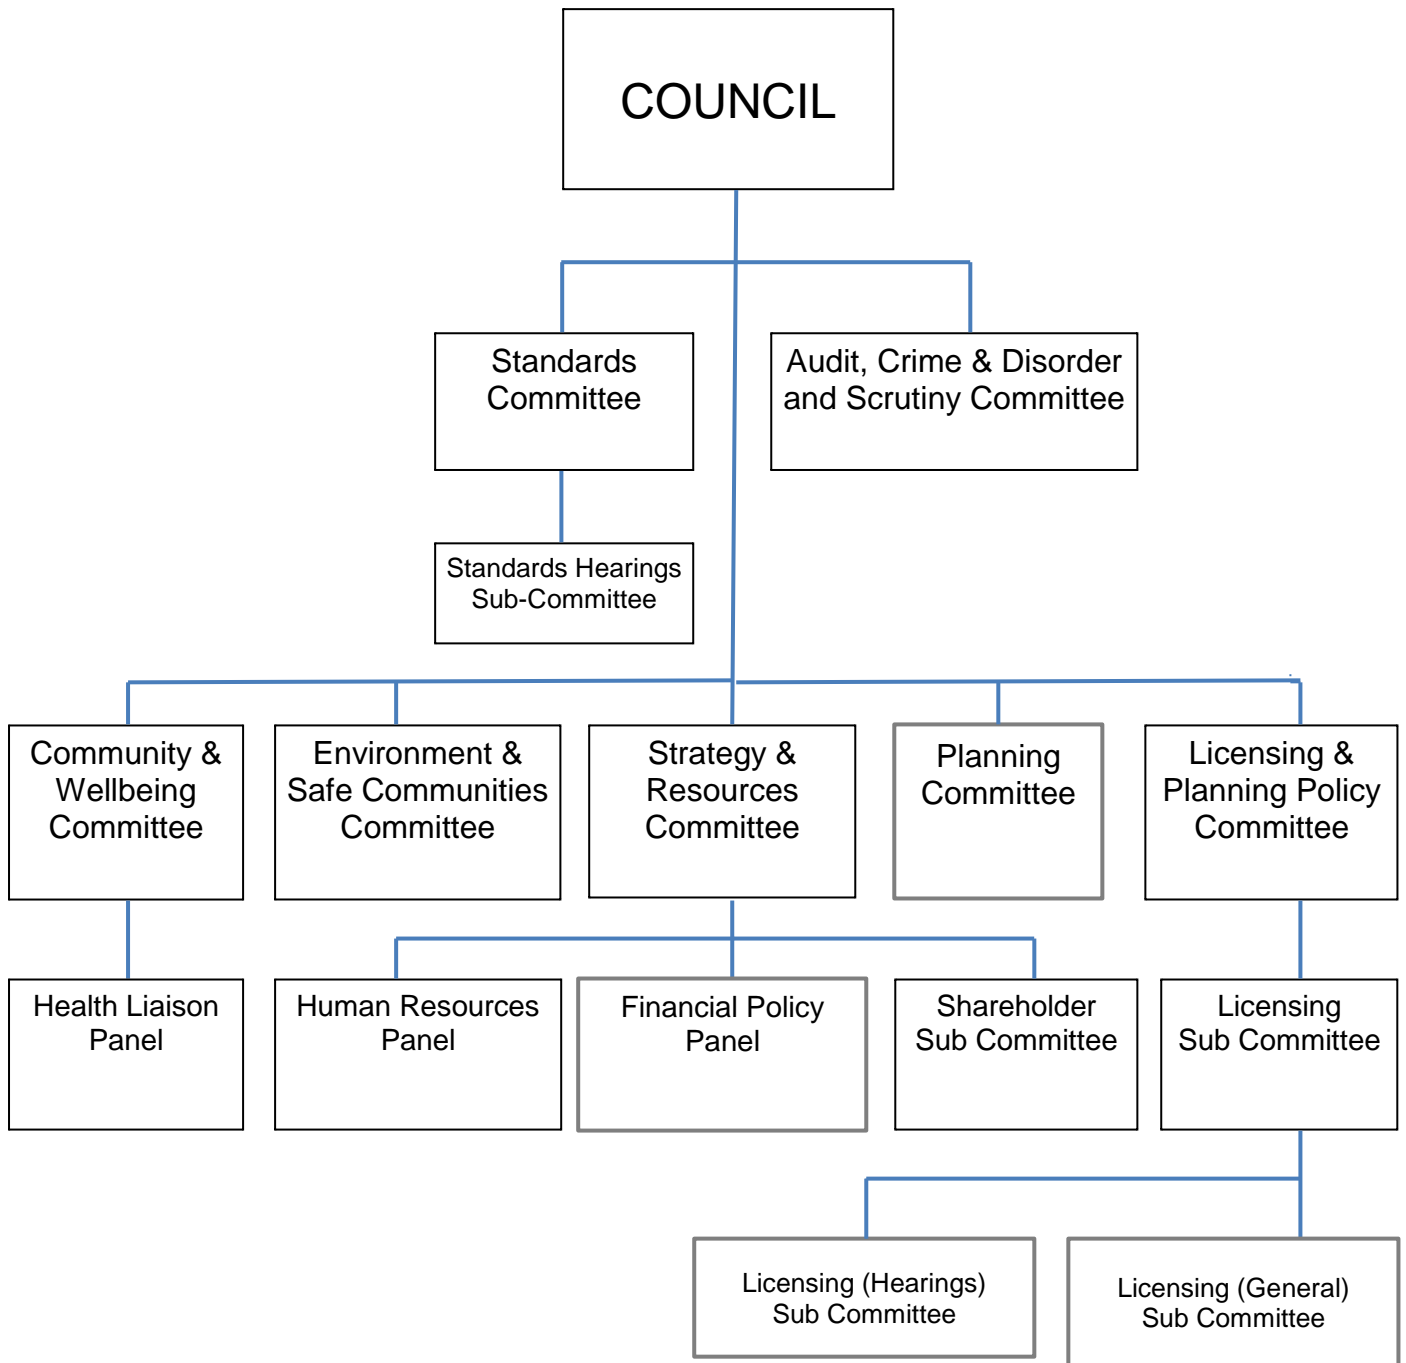 COUNCIL
Standards
Committee
Audit, Crime & Disorder
and Scrutiny Committee
Standards Hearings
Sub-Committee
Community &
Wellbeing
Committee
Environment &
Safe Communities
Committee
Strategy &
Resources
Committee
Planning
Committee
Licensing &
Planning Policy
Committee
Health Liaison
Panel
Human Resources
Panel
Financial Policy
Panel
Shareholder
Sub Committee
Licensing
Sub Committee
Licensing (Hearings)
Sub Committee
Licensing (General)
Sub Committee